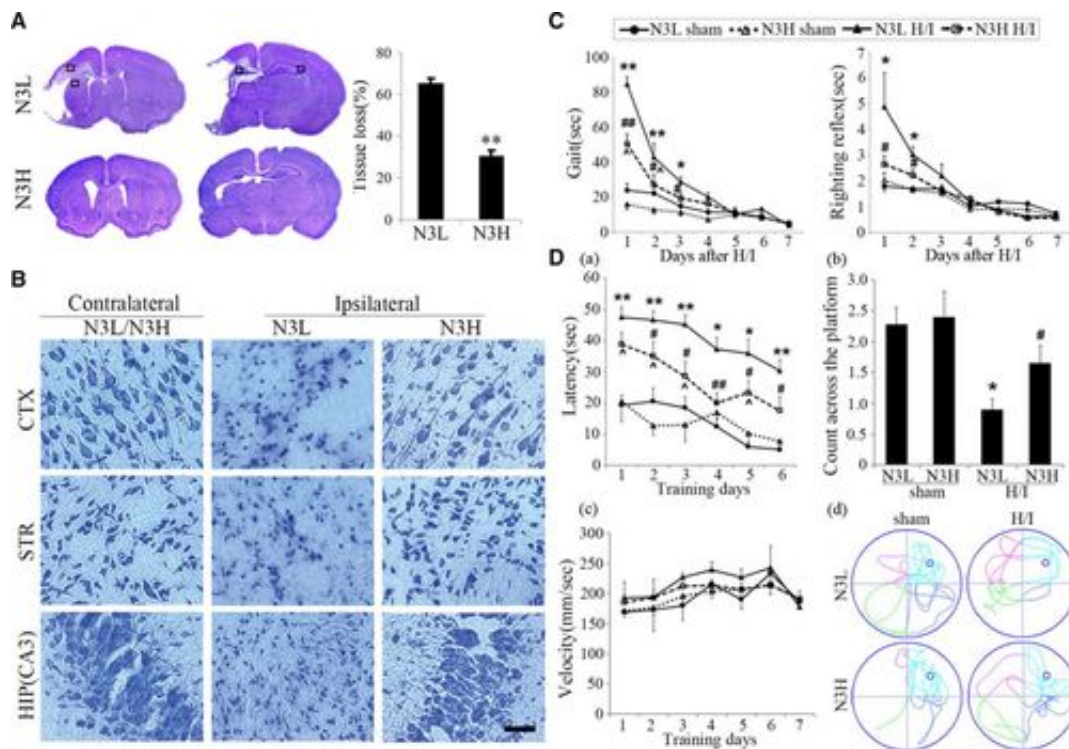 A
N3L
N3H
Tissue loss(%)
80
60
40
20
0
**
N3L N3H
B
Contralateral Ipsilateral
N3L/N3H N3L N3H
CTX
STR
HIP(CA3)
C
N3L sham N3H sham N3L H/I N3H H/I
Gait(sec)
100
80
60
40
20
0
** ** *
## # #
^ ^
1 2 3 4 5 6 7
Days after H/I
Righting reflex(sec)
7
6
5
4
3
2
1
0
* *
# #
1 2 3 4 5 6 7
Days after H/I
D
(a)
Latency(sec)
60
50
40
30
20
10
0
** ** ** * * **
# # ## # #
^ ^ ^ ^
1 2 3 4 5 6
Training days
(b)
Count across the platform
3.0
2.5
2.0
1.5
1.0
0.5
0.0
* #
N3L N3H N3L N3H
sham H/I
(c)
Velocity(mm/sec)
300
250
200
150
100
50
0
1 2 3 4 5 6 7
Training days
(d)
sham H/I
N3L
N3H